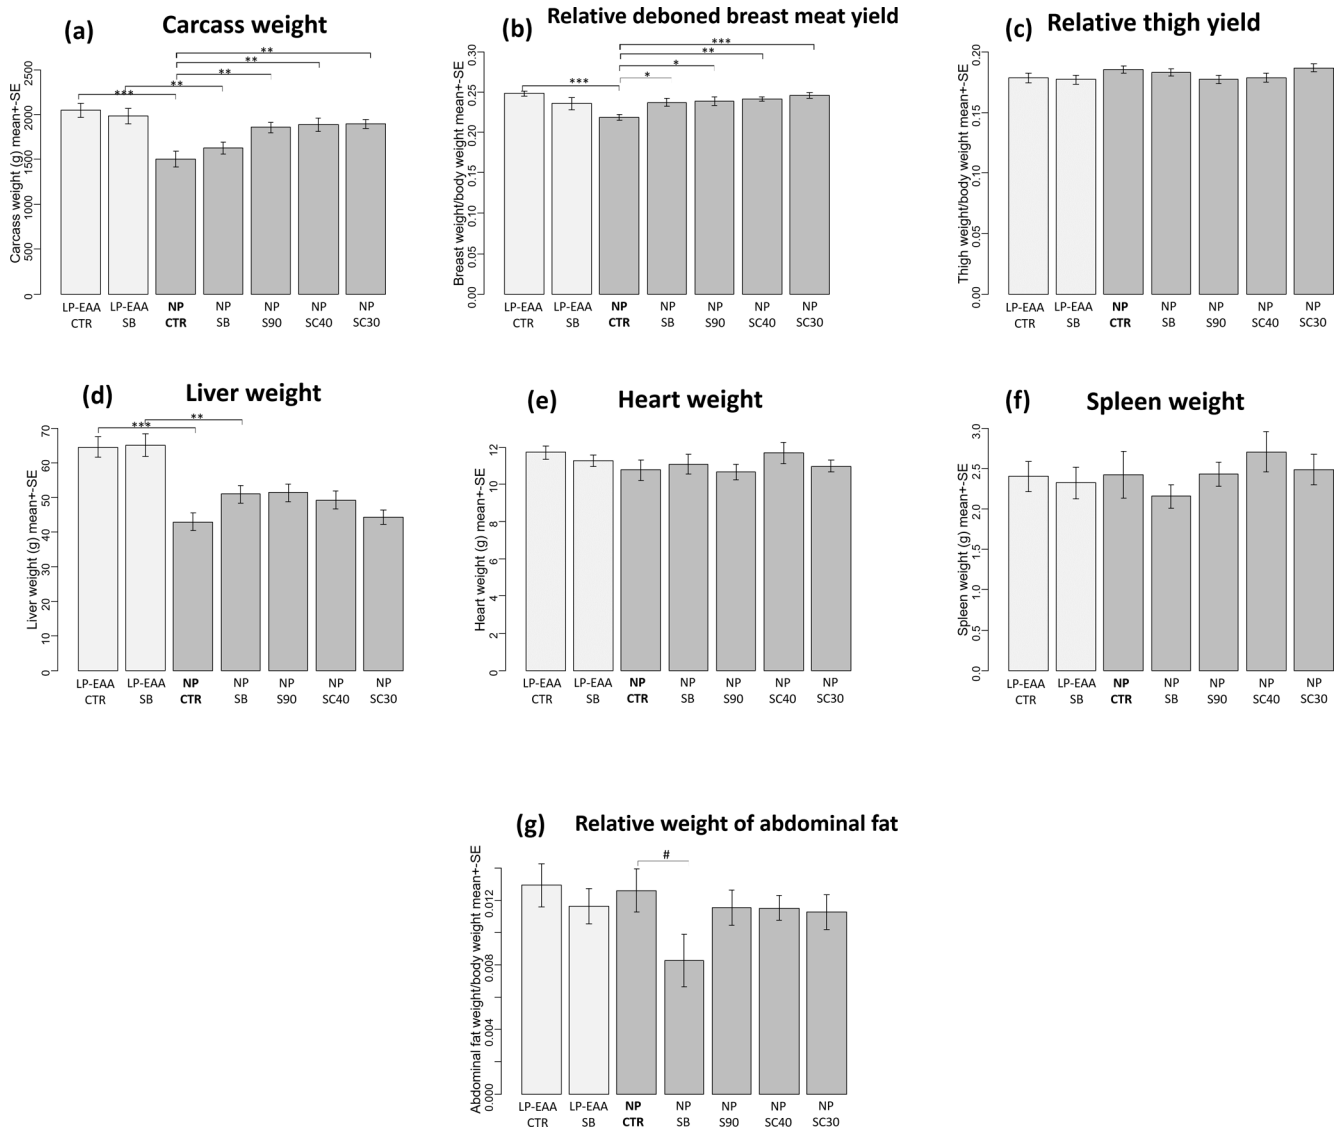 (a) Carcass weight
**
**
**
**
***
Carcass weight (g) mean+-SE
0 500 1000 1500 2000 2500
LP-EAA LP-EAA NP NP NP NP NP
CTR SB CTR SB S90 SC40 SC30
(b) Relative deboned breast meat yield
***
**
*
*
***
Breast weight/body weight mean+-SE
0.00 0.05 0.10 0.15 0.20 0.25 0.30
LP-EAA LP-EAA NP NP NP NP NP
CTR SB CTR SB S90 SC40 SC30
(c) Relative thigh yield
Thigh weight/body weight mean+-SE
0.00 0.05 0.10 0.15 0.20
LP-EAA LP-EAA NP NP NP NP NP
CTR SB CTR SB S90 SC40 SC30
(d) Liver weight
**
***
Liver weight (g) mean+-SE
0 10 20 30 40 50 60 70
LP-EAA LP-EAA NP NP NP NP NP
CTR SB CTR SB S90 SC40 SC30
(e) Heart weight
Heart weight (g) mean+-SE
0 2 4 6 8 10 12
LP-EAA LP-EAA NP NP NP NP NP
CTR SB CTR SB S90 SC40 SC30
(f) Spleen weight
Spleen weight (g) mean+-SE
0.0 0.5 1.0 1.5 2.0 2.5 3.0
LP-EAA LP-EAA NP NP NP NP NP
CTR SB CTR SB S90 SC40 SC30
(g) Relative weight of abdominal fat
#
Abdominal fat weight/body weight mean+-SE
0.000 0.004 0.008 0.012
LP-EAA LP-EAA NP NP NP NP NP
CTR SB CTR SB S90 SC40 SC30